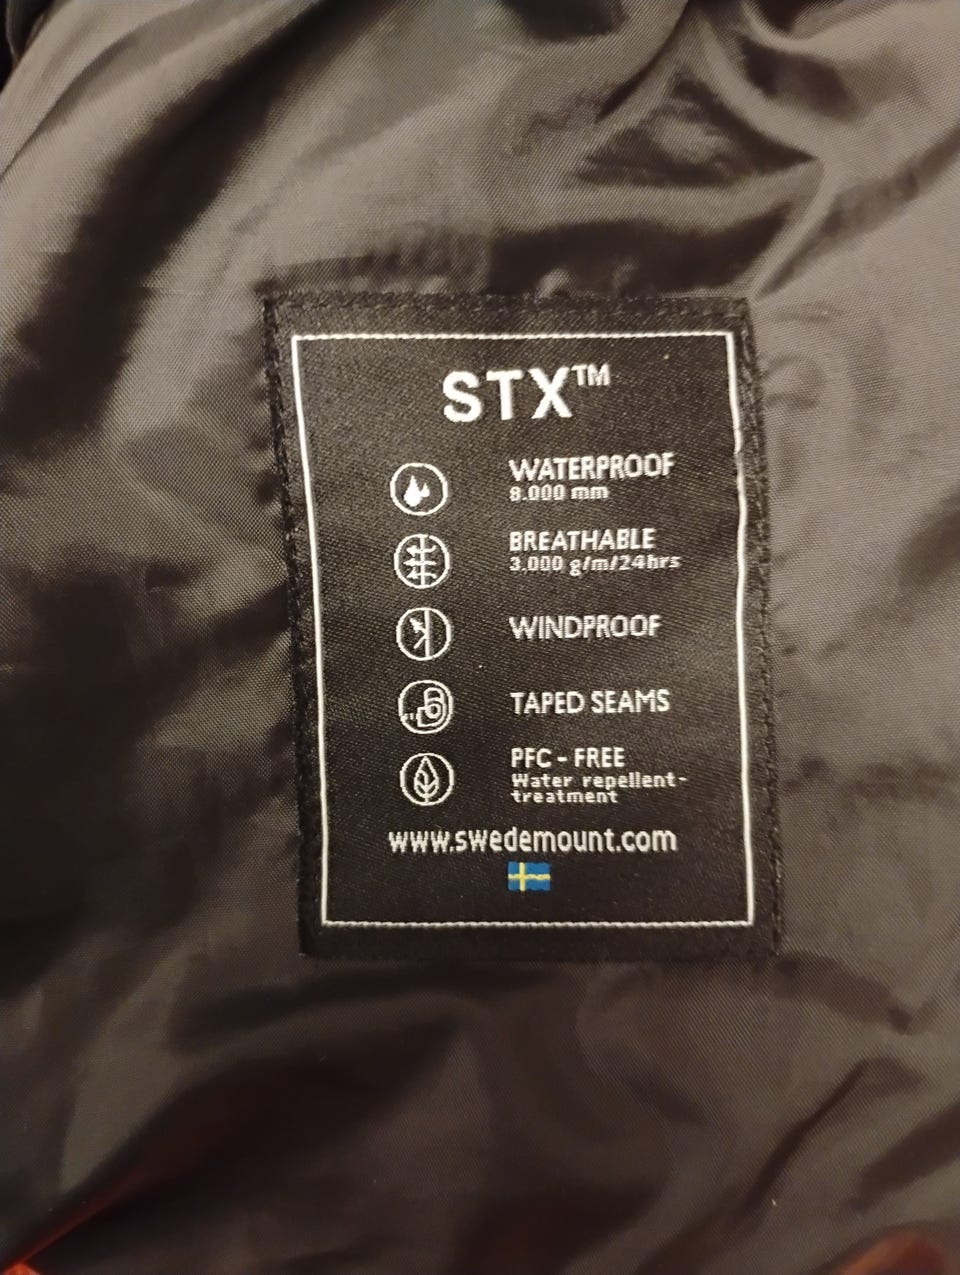 STX™
WATERPROOF
8.000 mm
BREATHABLE
3.000 g/m/24hrs
WINDPROOF
TAPED SEAMS
PFC - FREE
Water repellent-
treatment
www.swedemount.com